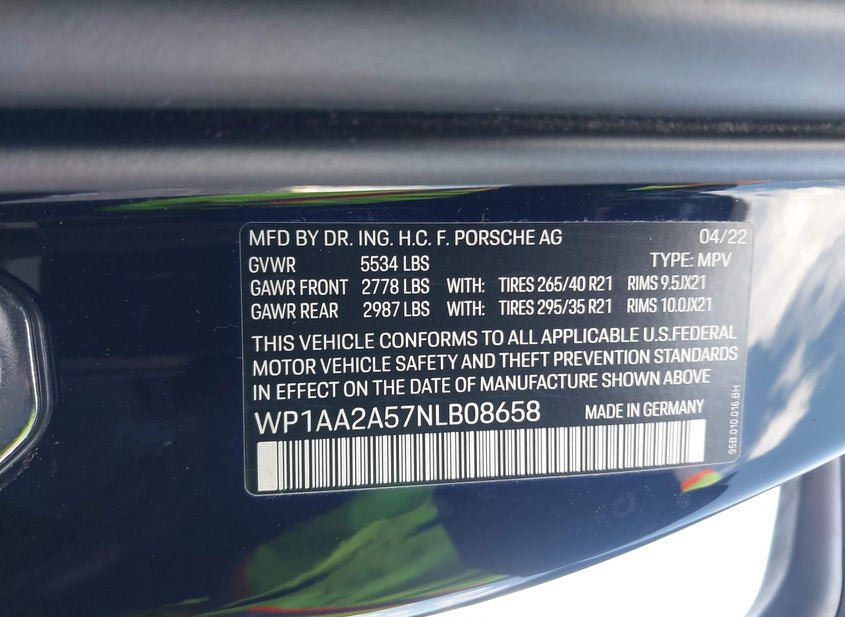 MFD BY DR. ING. H.C. F. PORSCHE AG 04/22
GVWR 5534 LBS TYPE: MPV
GAWR FRONT 2778 LBS WITH: TIRES 265/40 R21 RIMS 9.5JX21
GAWR REAR 2987 LBS WITH: TIRES 295/35 R21 RIMS 10.0JX21
THIS VEHICLE CONFORMS TO ALL APPLICABLE U.S.FEDERAL
MOTOR VEHICLE SAFETY AND THEFT PREVENTION STANDARDS
IN EFFECT ON THE DATE OF MANUFACTURE SHOWN ABOVE
WP1AA2A57NLB08658 MADE IN GERMANY
95B.010.016 BH